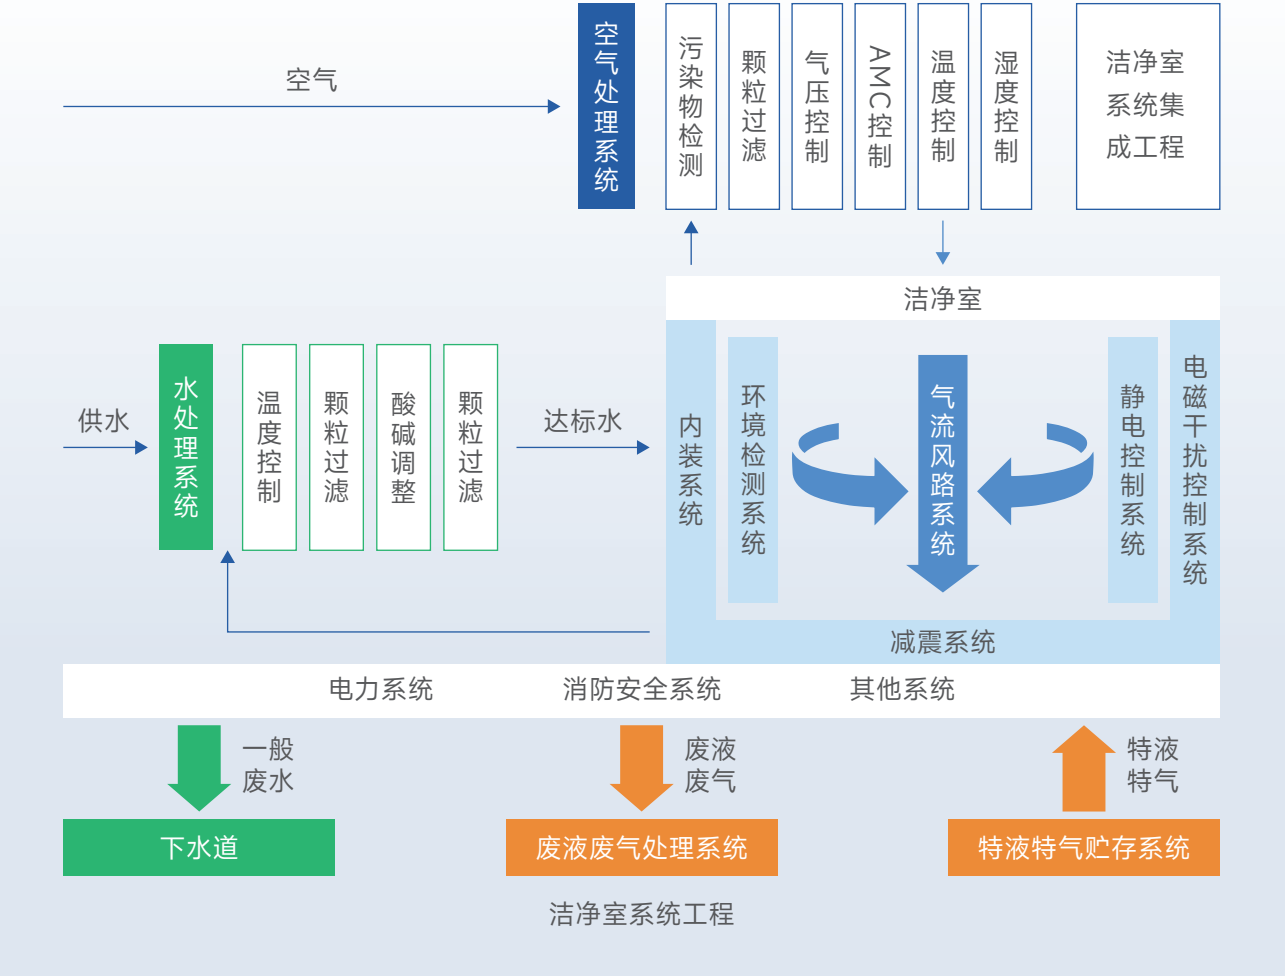 空气
空气处理系统
污染物检测
颗粒过滤
气压控制
AMC控制
温度控制
湿度控制
洁净室
系统集
成工程
洁净室
供水
水处理系统
温度控制
颗粒过滤
酸碱调整
颗粒过滤
达标水
内装系统
环境检测系统
气流风路系统
静电控制系统
电磁干扰控制系统
减震系统
电力系统
消防安全系统
其他系统
一般
废水
废液
废气
特液
特气
下水道
废液废气处理系统
特液特气贮存系统
洁净室系统工程